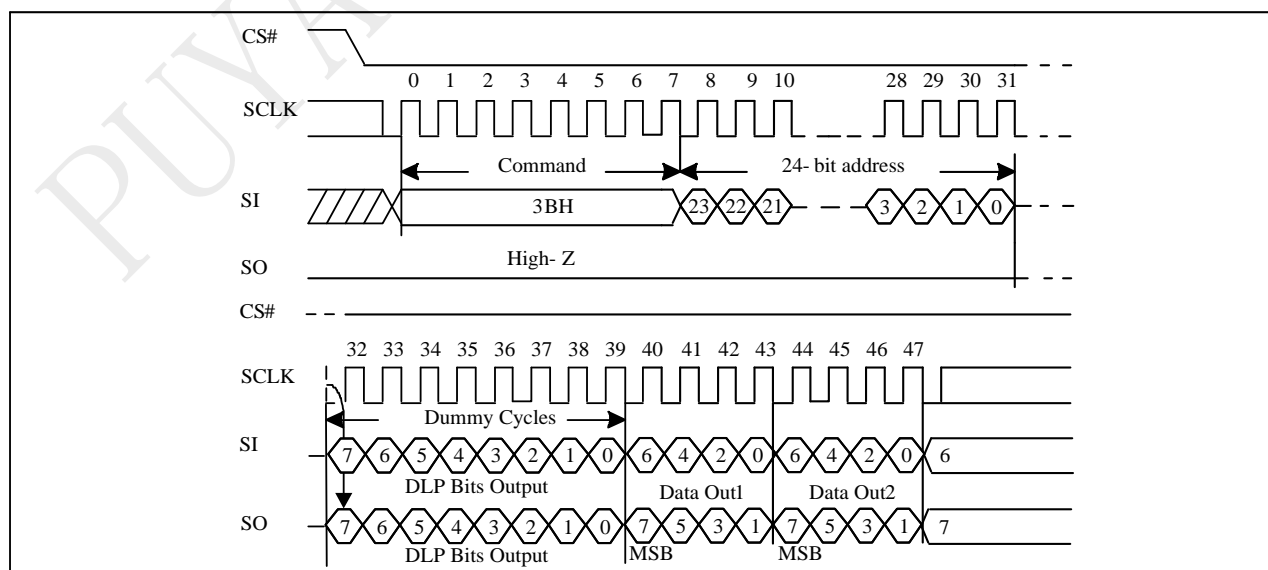 PUYA
CS#
0 1 2 3 4 5 6 7 8 9 10 28 29 30 31
SCLK
Command 24- bit address
SI 3BH 23 22 21 3 2 1 0
High- Z
SO
CS#
32 33 34 35 36 37 38 39 40 41 42 43 44 45 46 47
SCLK
Dummy Cycles
SI 7 6 5 4 3 2 1 0 6 4 2 0 6 4 2 0 6
DLP Bits Output Data Out1 Data Out2
SO 7 6 5 4 3 2 1 0 7 5 3 1 7 5 3 1 7
DLP Bits Output MSB MSB